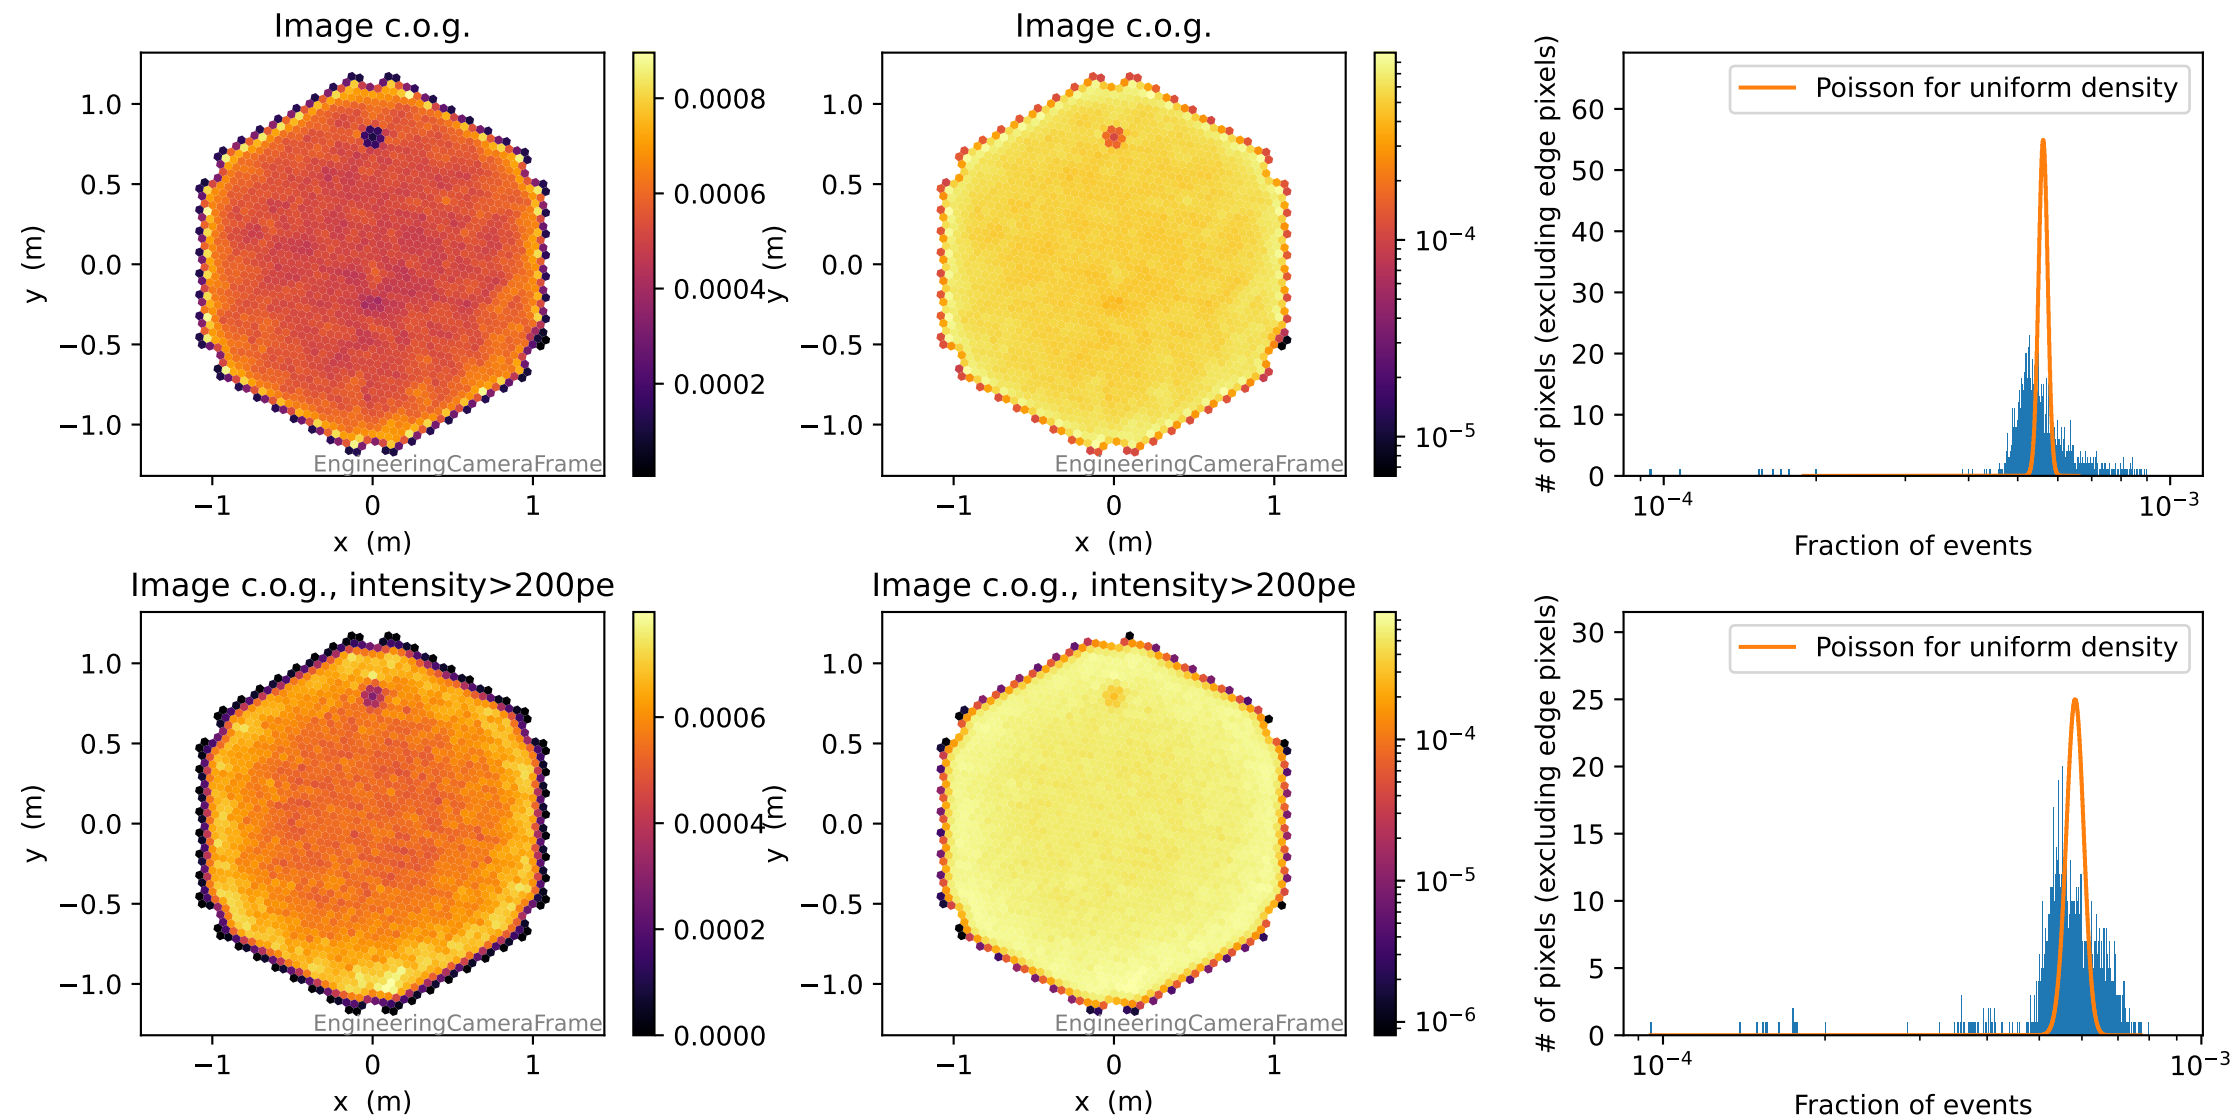 Image c.o.g.
1.0
0.5
0.0
−0.5
−1.0
y (m)
−1
0
1
x (m)
EngineeringCameraFrame
0.0008
0.0006
0.0004
0.0002
Image c.o.g.
1.0
0.5
0.0
−0.5
−1.0
y (m)
−1
0
1
x (m)
EngineeringCameraFrame
10⁻⁴
10⁻⁵
# of pixels (excluding edge pixels)
60
50
40
30
20
10
0
Poisson for uniform density
10⁻⁴
10⁻³
Fraction of events
Image c.o.g., intensity>200pe
1.0
0.5
0.0
−0.5
−1.0
y (m)
−1
0
1
x (m)
EngineeringCameraFrame
0.0006
0.0004
0.0002
0.0000
Image c.o.g., intensity>200pe
1.0
0.5
0.0
−0.5
−1.0
y (m)
−1
0
1
x (m)
EngineeringCameraFrame
10⁻⁴
10⁻⁵
10⁻⁶
# of pixels (excluding edge pixels)
30
25
20
15
10
5
0
Poisson for uniform density
10⁻⁴
10⁻³
Fraction of events